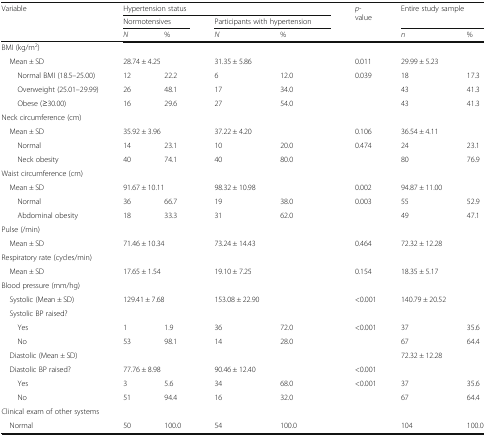 Variable Hypertension status p-value Entire study sample
Normotensives Participants with hypertension
N % N % n %
BMI (kg/m2)
Mean ± SD 28.74 ± 4.25 31.35 ± 5.86 0.011 29.99 ± 5.23
Normal BMI (18.5–25.00) 12 22.2 6 12.0 0.039 18 17.3
Overweight (25.01–29.99) 26 48.1 17 34.0 43 41.3
Obese (≥30.00) 16 29.6 27 54.0 43 41.3
Neck circumference (cm)
Mean ± SD 35.92 ± 3.96 37.22 ± 4.20 0.106 36.54 ± 4.11
Normal 14 23.1 10 20.0 0.474 24 23.1
Neck obesity 40 74.1 40 80.0 80 76.9
Waist circumference (cm)
Mean ± SD 91.67 ± 10.11 98.32 ± 10.98 0.002 94.87 ± 11.00
Normal 36 66.7 19 38.0 0.003 55 52.9
Abdominal obesity 18 33.3 31 62.0 49 47.1
Pulse (/min)
Mean ± SD 71.46 ± 10.34 73.24 ± 14.43 0.464 72.32 ± 12.28
Respiratory rate (cycles/min)
Mean ± SD 17.65 ± 1.54 19.10 ± 7.25 0.154 18.35 ± 5.17
Blood pressure (mm/hg)
Systolic (Mean ± SD) 129.41 ± 7.68 153.08 ± 22.90 <0.001 140.79 ± 20.52
Systolic BP raised?
Yes 1 1.9 36 72.0 <0.001 37 35.6
No 53 98.1 14 28.0 67 64.4
Diastolic (Mean ± SD) 72.32 ± 12.28
Diastolic BP raised? 77.76 ± 8.98 90.46 ± 12.40 <0.001
Yes 3 5.6 34 68.0 <0.001 37 35.6
No 51 94.4 16 32.0 67 64.4
Clinical exam of other systems
Normal 50 100.0 54 100.0 104 100.0